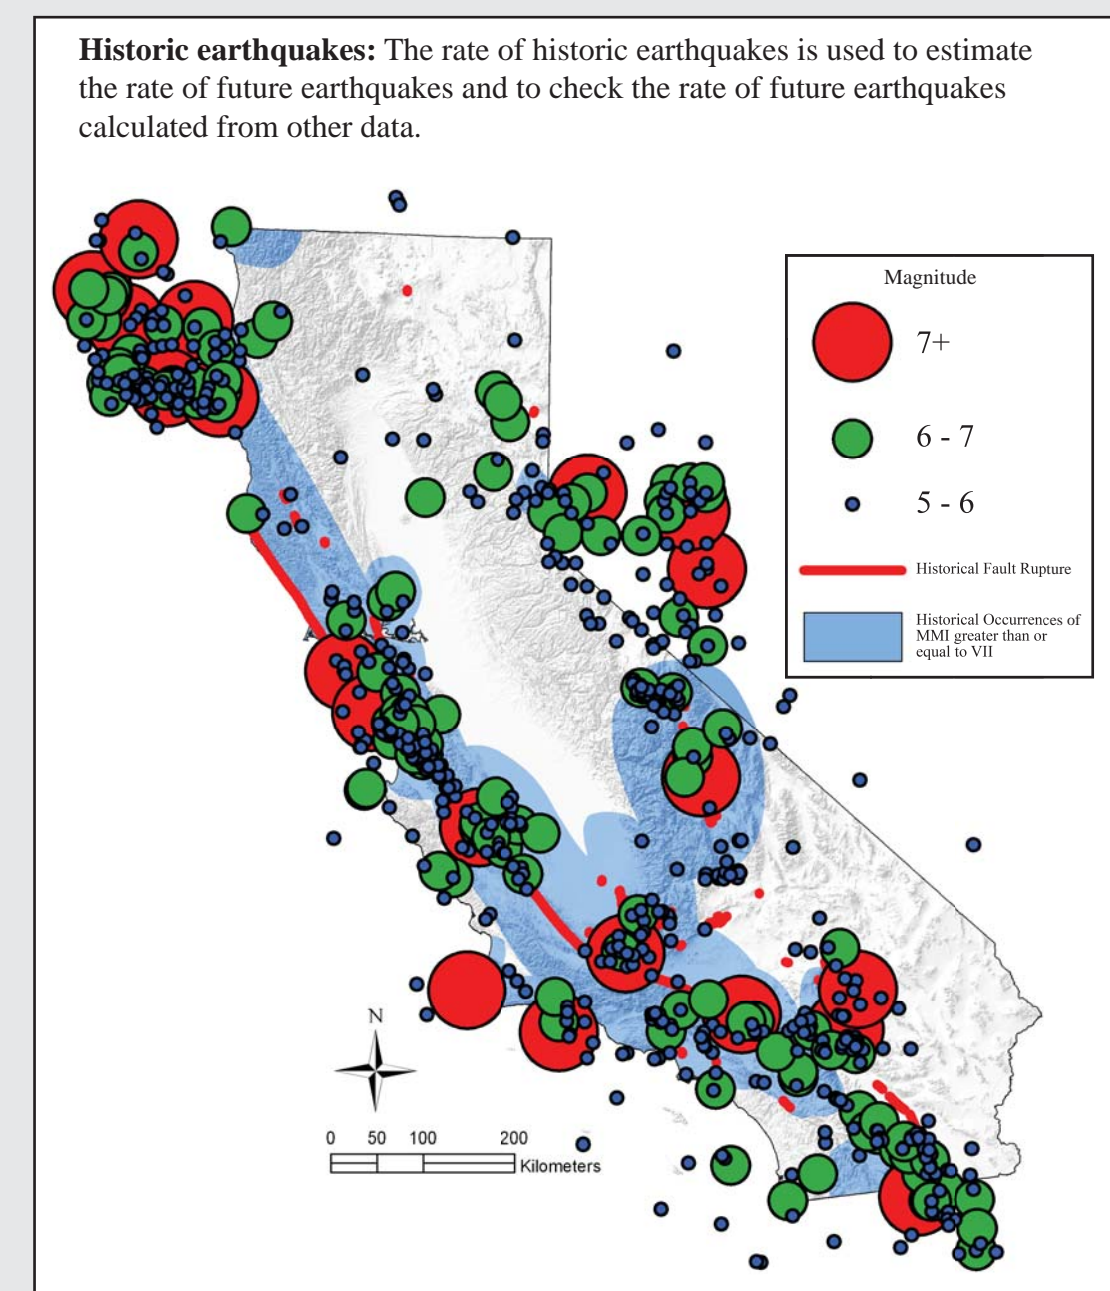 Historic earthquakes: The rate of historic earthquakes is used to estimate
the rate of future earthquakes and to check the rate of future earthquakes
calculated from other data.
Magnitude
7+
6 - 7
5 - 6
Historical Fault Rupture
Historical Occurrences of
MMI greater than or
equal to VII
N
0 50 100 200
Kilometers